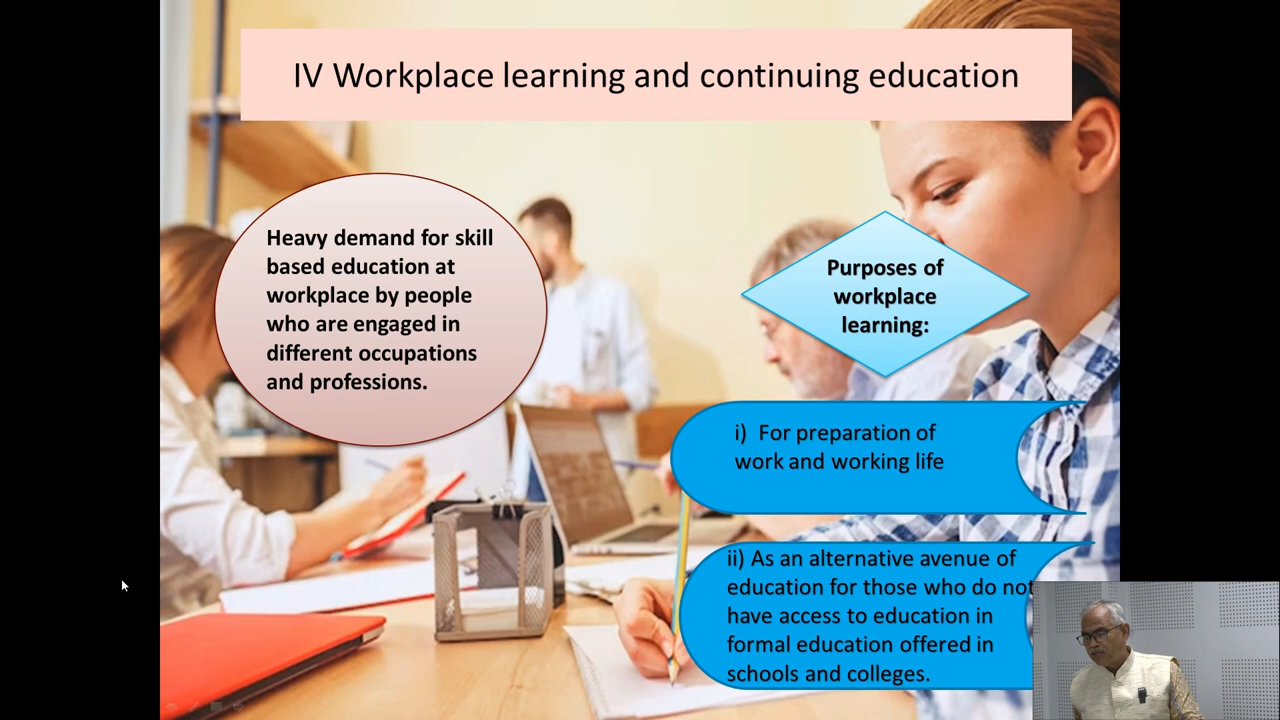 IV Workplace learning and continuing education
Heavy demand for skill
based education at
workplace by people
who are engaged in
different occupations
and professions.
Purposes of
workplace
learning:
i)  For preparation of
work and working life
ii) As an alternative avenue of
education for those who do not
have access to education in
formal education offered in
schools and colleges.